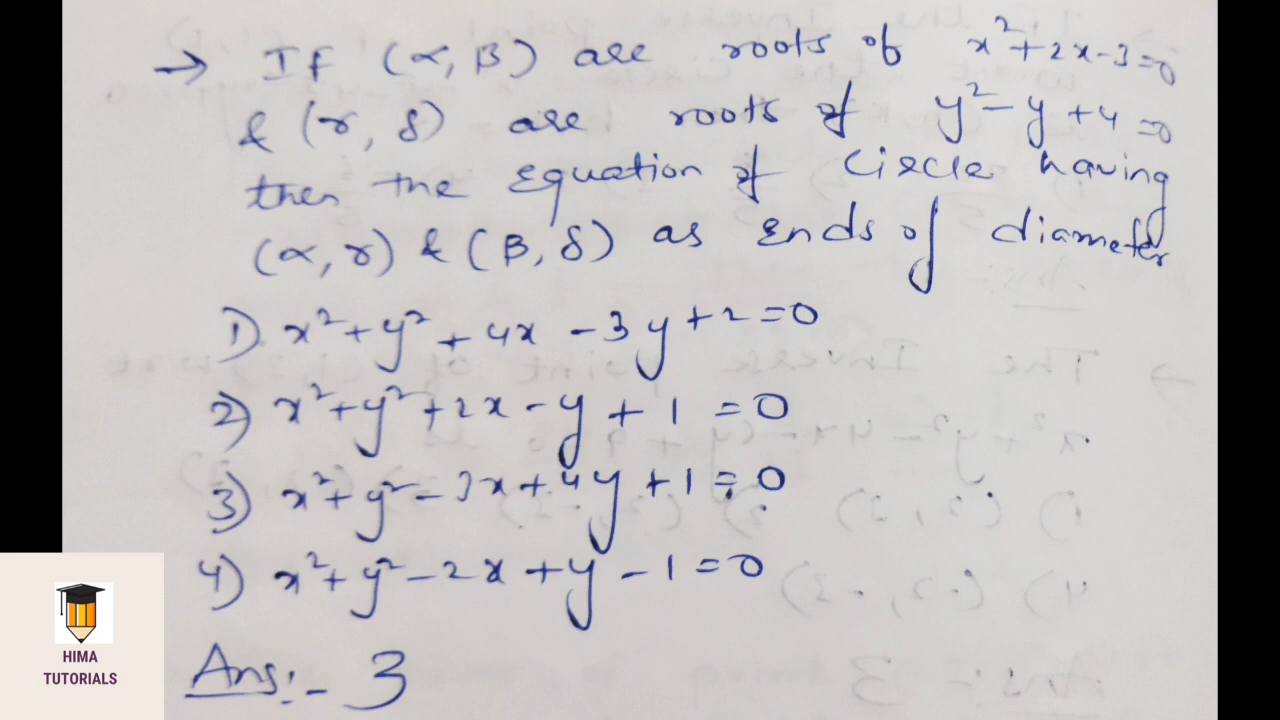 → If (α, β) are roots of x²+2x-3=0
& (r, δ) are roots of y²-y+4=0
then the Equation of Circle having
(α, r) & (β, δ) as Ends of diameter
1) x²+y²+4x-3y+2=0
2) x²+y²+2x-y+1=0
3) x²+y²-3x+4y+1=0
4) x²+y²-2x+y-1=0
Ans:- 3
HIMA
TUTORIALS